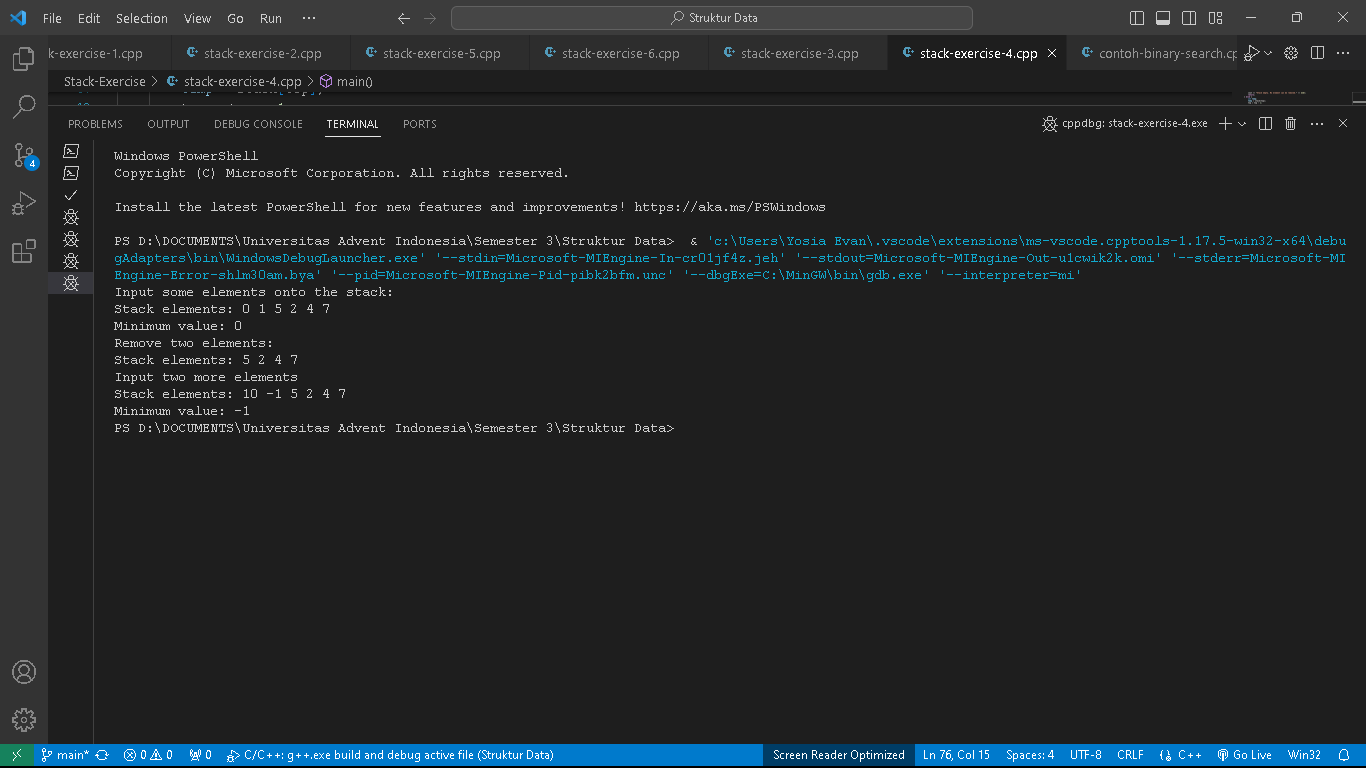 File Edit Selection View Go Run ··· Struktur Data
k-exercise-1.cpp stack-exercise-2.cpp stack-exercise-5.cpp stack-exercise-6.cpp stack-exercise-3.cpp stack-exercise-4.cpp contoh-binary-search.cp
Stack-Exercise > stack-exercise-4.cpp > main()
PROBLEMS OUTPUT DEBUG CONSOLE TERMINAL PORTS cppdbg: stack-exercise-4.exe
Windows PowerShell
Copyright (C) Microsoft Corporation. All rights reserved.
Install the latest PowerShell for new features and improvements! https://aka.ms/PSWindows
PS D:\DOCUMENTS\Universitas Advent Indonesia\Semester 3\Struktur Data>  & 'c:\Users\Yosia Evan\.vscode\extensions\ms-vscode.cpptools-1.17.5-win32-x64\debu
gAdapters\bin\WindowsDebugLauncher.exe' '--stdin=Microsoft-MIEngine-In-cr01jf4z.jeh' '--stdout=Microsoft-MIEngine-Out-u1cwik2k.omi' '--stderr=Microsoft-MI
Engine-Error-shlm30am.bya' '--pid=Microsoft-MIEngine-Pid-pibk2bfm.unc' '--dbgExe=C:\MinGW\bin\gdb.exe' '--interpreter=mi'
Input some elements onto the stack:
Stack elements: 0 1 5 2 4 7
Minimum value: 0
Remove two elements:
Stack elements: 5 2 4 7
Input two more elements
Stack elements: 10 -1 5 2 4 7
Minimum value: -1
PS D:\DOCUMENTS\Universitas Advent Indonesia\Semester 3\Struktur Data>
4
main* 0 0 0 C/C++: g++.exe build and debug active file (Struktur Data) Screen Reader Optimized Ln 76, Col 15 Spaces: 4 UTF-8 CRLF C++ Go Live Win32